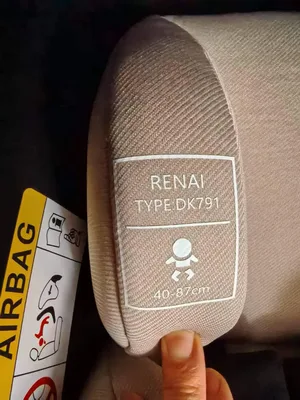 RENAI
TYPE:DK791
40-87cm
AIRBAG